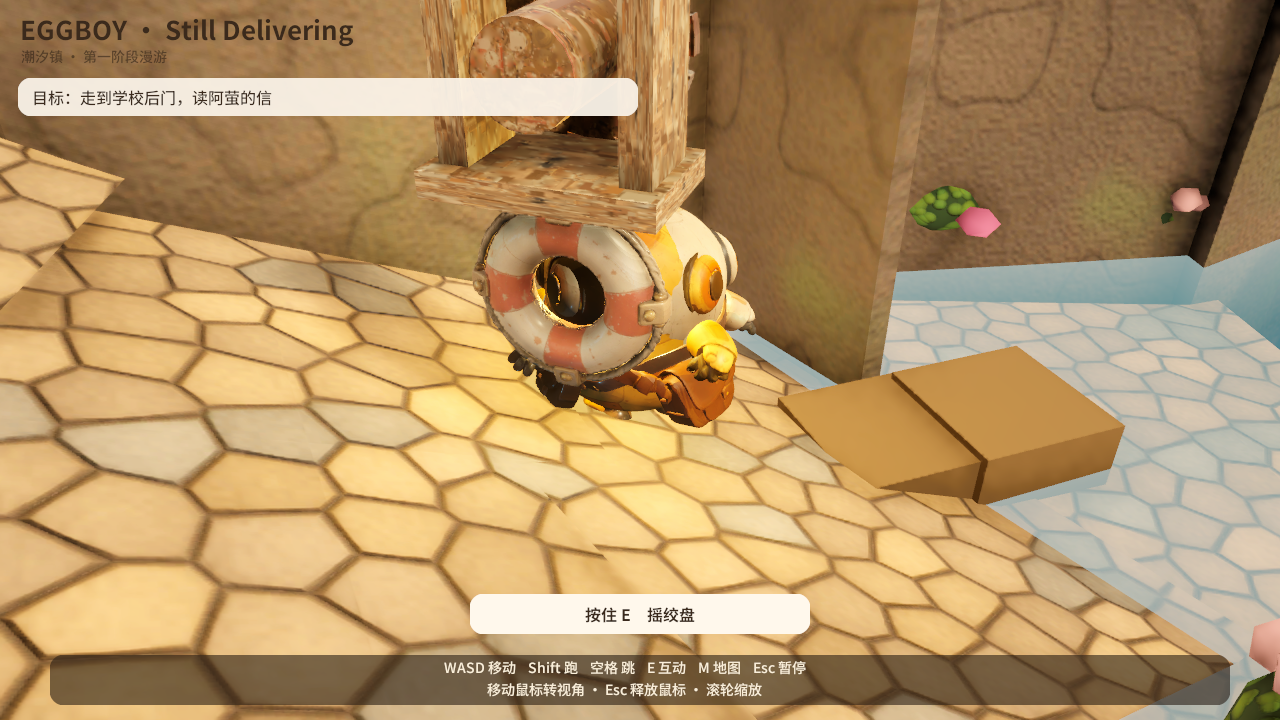 EGGBOY · Still Delivering
潮汐镇 · 第一阶段漫游
目标：走到学校后门，读阿萤的信
按住 E 摇绞盘
WASD 移动 Shift 跑 空格 跳 E 互动 M 地图 Esc 暂停
移动鼠标转视角 · Esc 释放鼠标 · 滚轮缩放